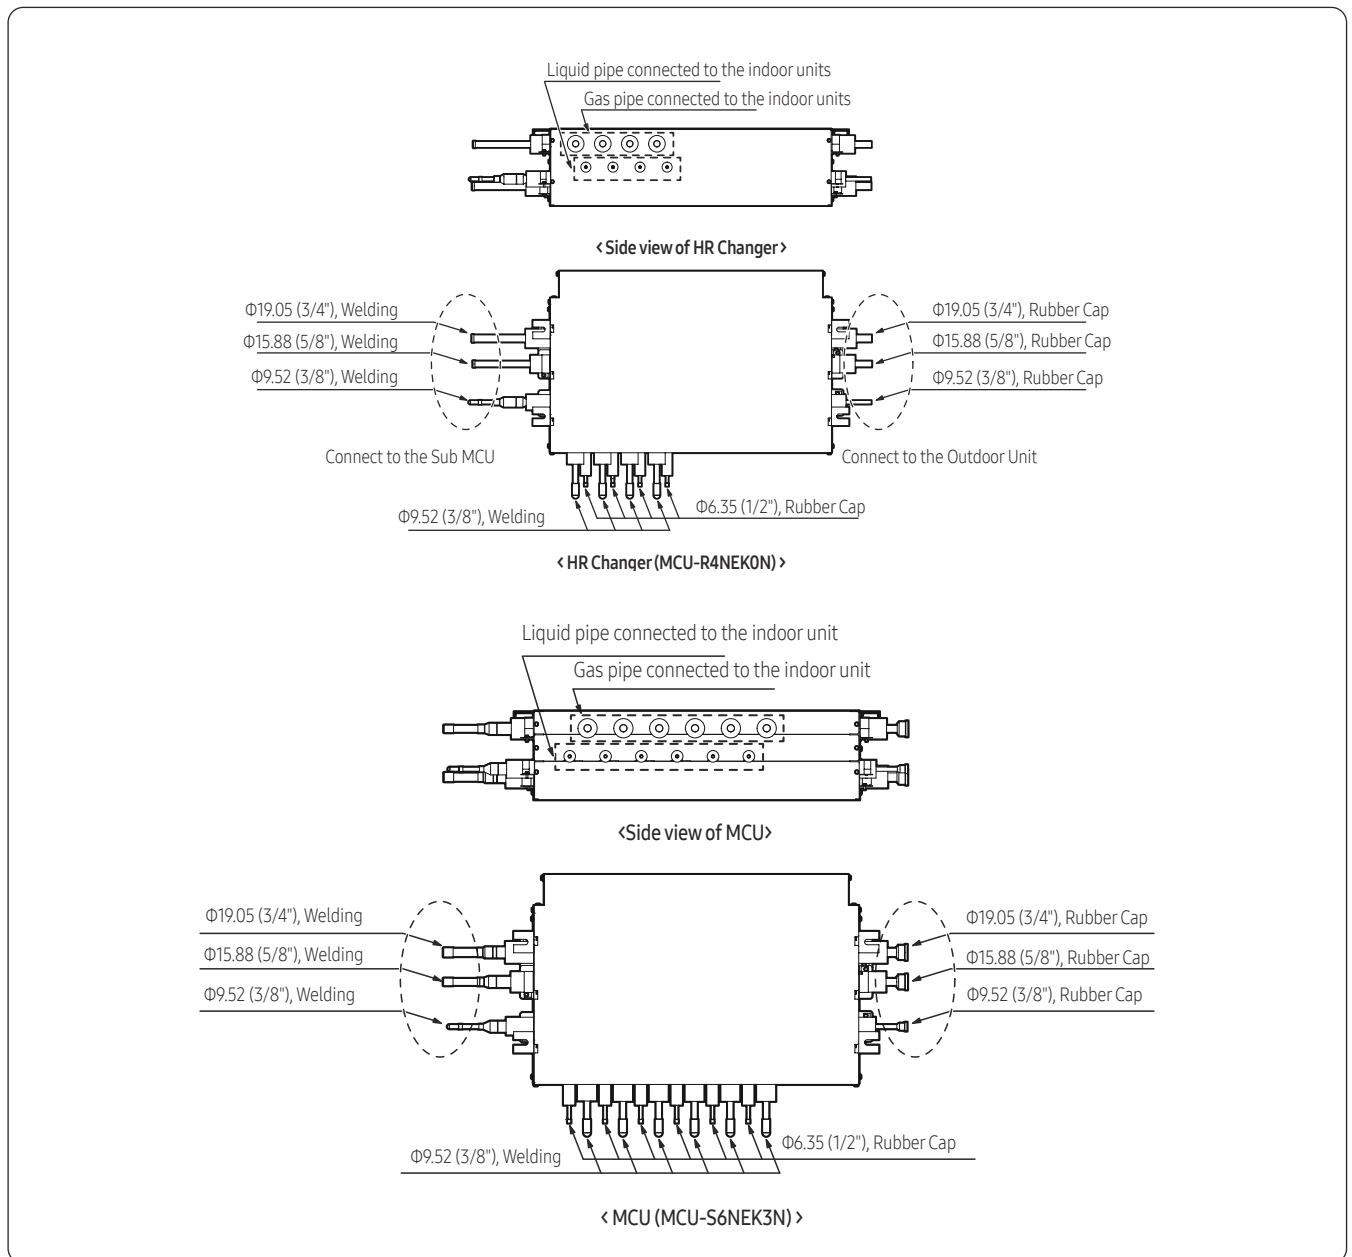 Liquid pipe connected to the indoor units
Gas pipe connected to the indoor units
< Side view of HR Changer >
Φ19.05 (3/4"), Welding
Φ19.05 (3/4"), Rubber Cap
Φ15.88 (5/8"), Welding
Φ15.88 (5/8"), Rubber Cap
Φ9.52 (3/8"), Welding
Φ9.52 (3/8"), Rubber Cap
Connect to the Sub MCU
Connect to the Outdoor Unit
Φ9.52 (3/8"), Welding
Φ6.35 (1/2"), Rubber Cap
< HR Changer (MCU-R4NEK0N) >
Liquid pipe connected to the indoor unit
Gas pipe connected to the indoor unit
<Side view of MCU>
Φ19.05 (3/4"), Welding
Φ19.05 (3/4"), Rubber Cap
Φ15.88 (5/8"), Welding
Φ15.88 (5/8"), Rubber Cap
Φ9.52 (3/8"), Welding
Φ9.52 (3/8"), Rubber Cap
Φ9.52 (3/8"), Welding
Φ6.35 (1/2"), Rubber Cap
< MCU (MCU-S6NEK3N) >